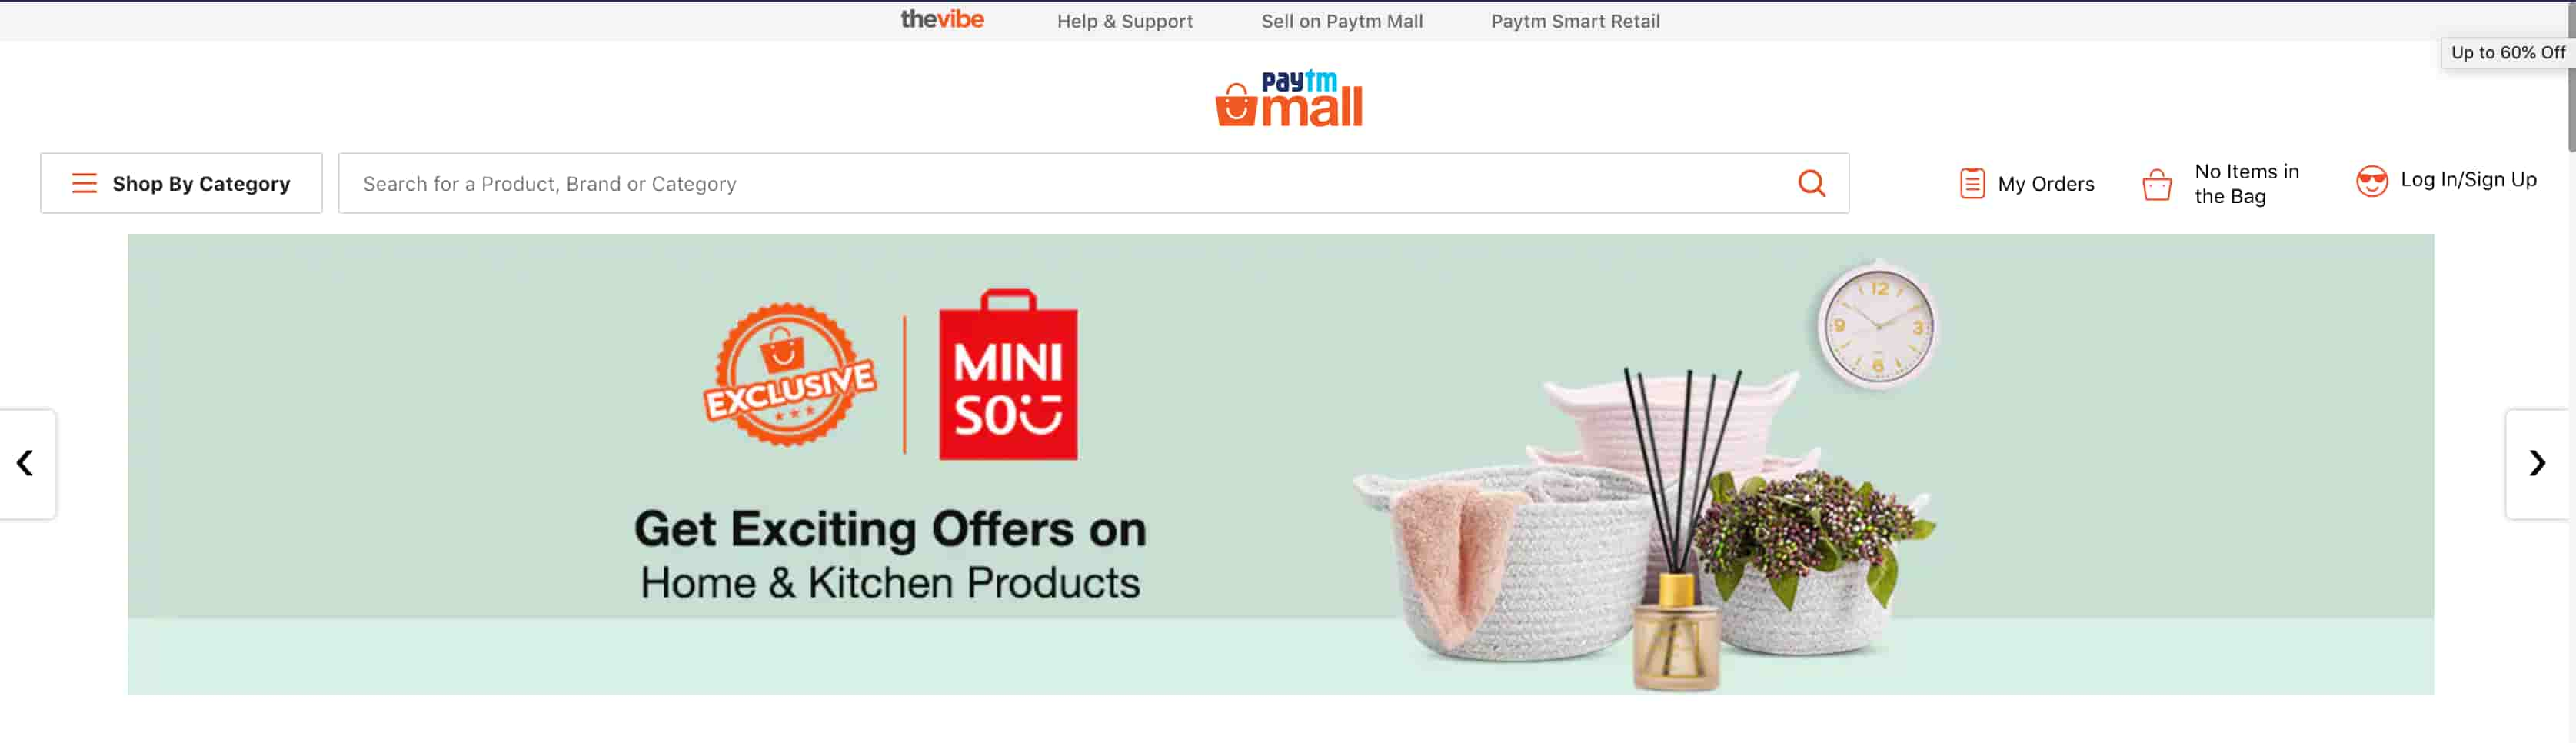 thevibe
Help & Support
Sell on Paytm Mall
Paytm Smart Retail
Up to 60% Off
paytm
mall
Shop By Category
Search for a Product, Brand or Category
My Orders
No Items in
the Bag
Log In/Sign Up
EXCLUSIVE
MINI
SO
12
9
3
6
Get Exciting Offers on
Home & Kitchen Products